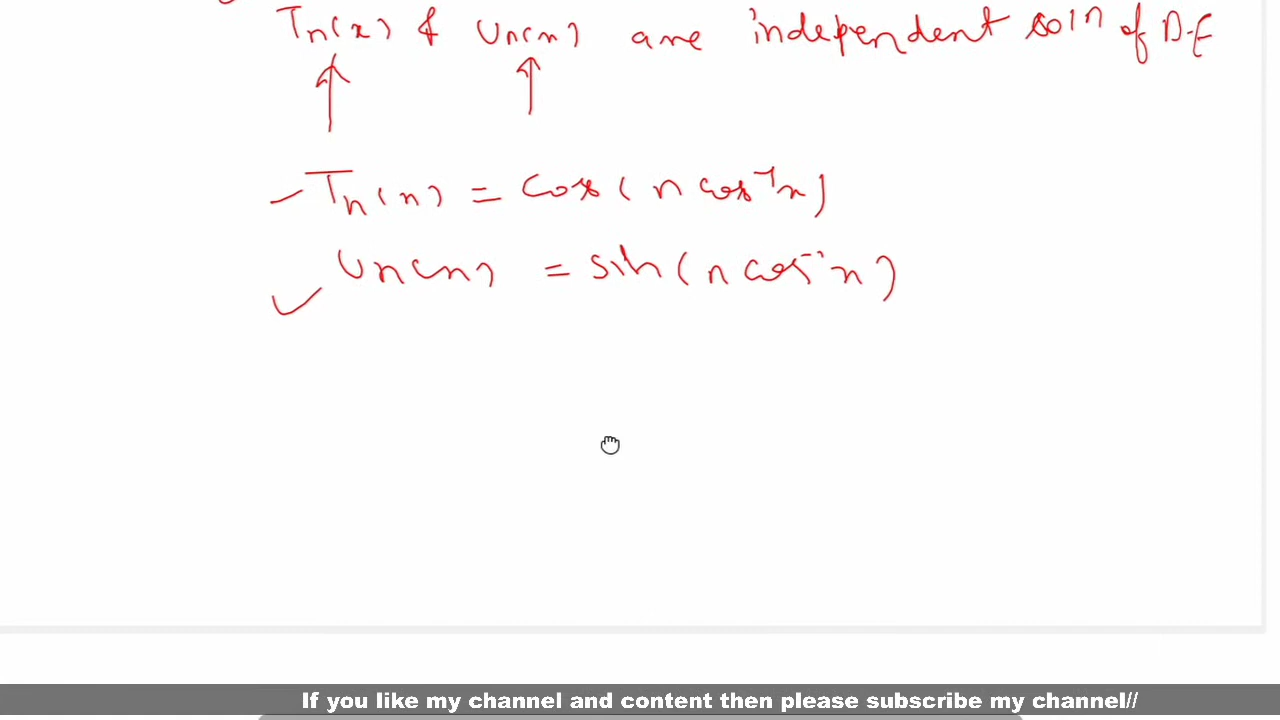 Tn(x) & Un(x) are independent soln of D.E
Tn(x) = cos(n cos⁻¹x)
Un(x) = sin(n cos⁻¹x)
If you like my channel and content then please subscribe my channel//